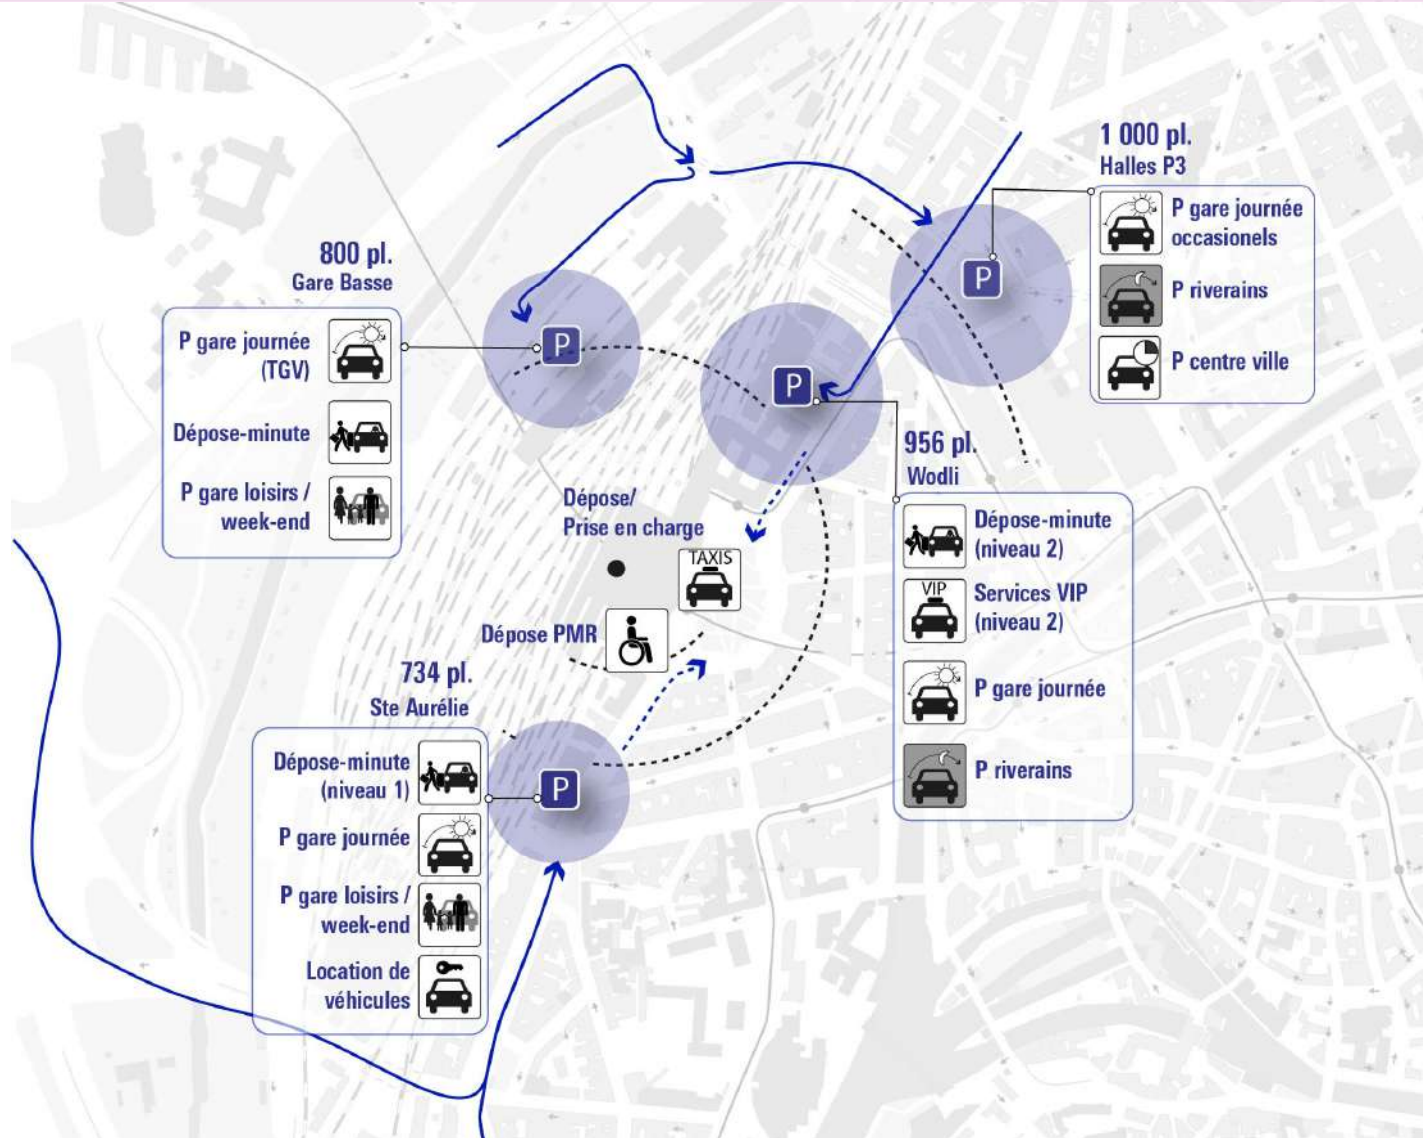 1 000 pl.
Halles P3
P gare journée
occasionels
P riverains
P centre ville
P
800 pl.
Gare Basse
P gare journée
(TGV)
Dépose-minute
P gare loisirs /
week-end
P
P
956 pl.
Wodli
Dépose-minute
(niveau 2)
VIP
Services VIP
(niveau 2)
P gare journée
P riverains
Dépose/
Prise en charge
TAXIS
Dépose PMR
734 pl.
Ste Aurélie
Dépose-minute
(niveau 1)
P gare journée
P gare loisirs /
week-end
Location de
véhicules
P